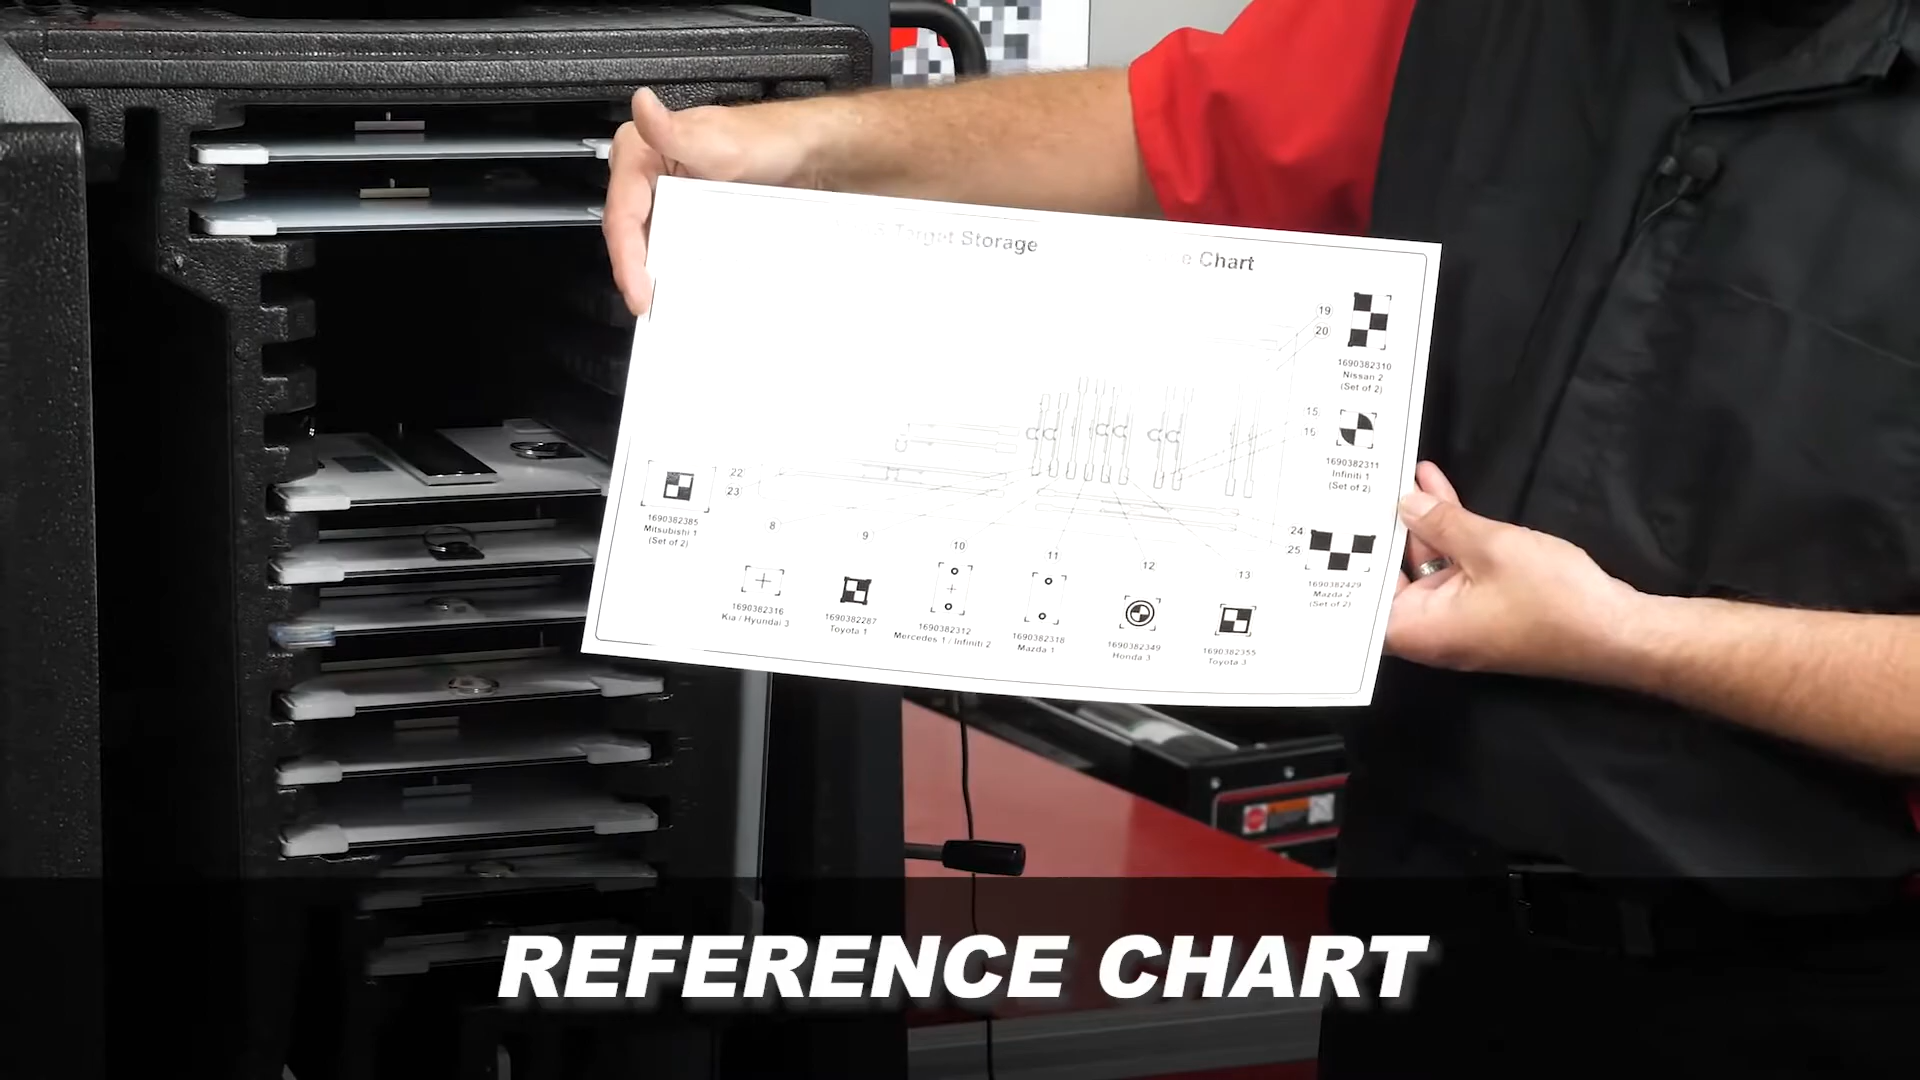 Target Storage
Chart
19
20
1690382310
Nissan 2
(Set of 2)
15
16
1690382311
Infiniti 1
(Set of 2)
22
23
1690382385
Mitsubishi 1
(Set of 2)
24
25
1690382429
Mazda 2
(Set of 2)
8
9
10
11
12
13
1690382316
Kia / Hyundai 3
1690382287
Toyota 1
1690382312
Mercedes 1 / Infiniti 2
1690382318
Mazda 1
1690382349
Honda 3
1690382355
Toyota 3
REFERENCE CHART